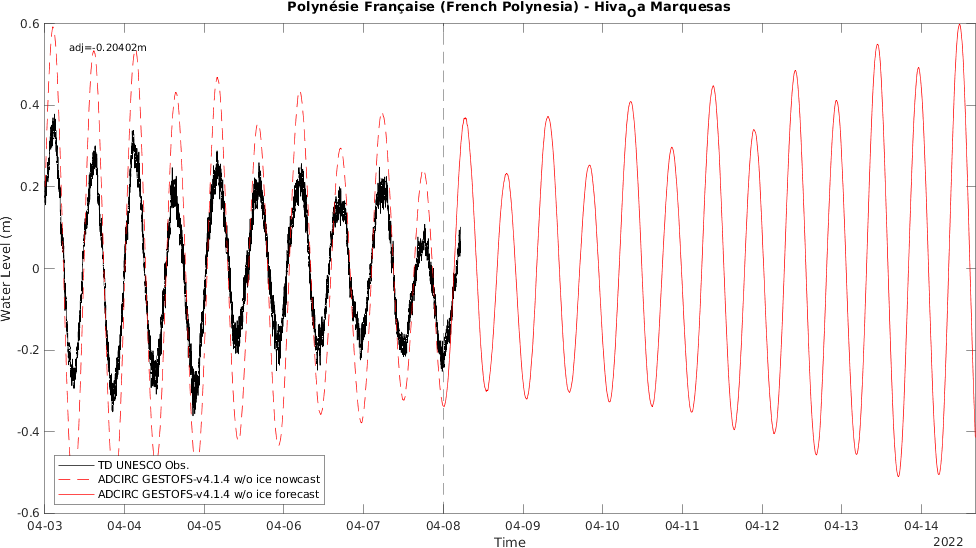 Polynésie Française (French Polynesia) - HivaOa Marquesas
adj=-0.20402m
0.6
0.4
0.2
0
-0.2
-0.4
-0.6
Water Level (m)
TD UNESCO Obs.
ADCIRC GESTOFS-v4.1.4 w/o ice nowcast
ADCIRC GESTOFS-v4.1.4 w/o ice forecast
04-03 04-04 04-05 04-06 04-07 04-08 04-09 04-10 04-11 04-12 04-13 04-14
Time
2022